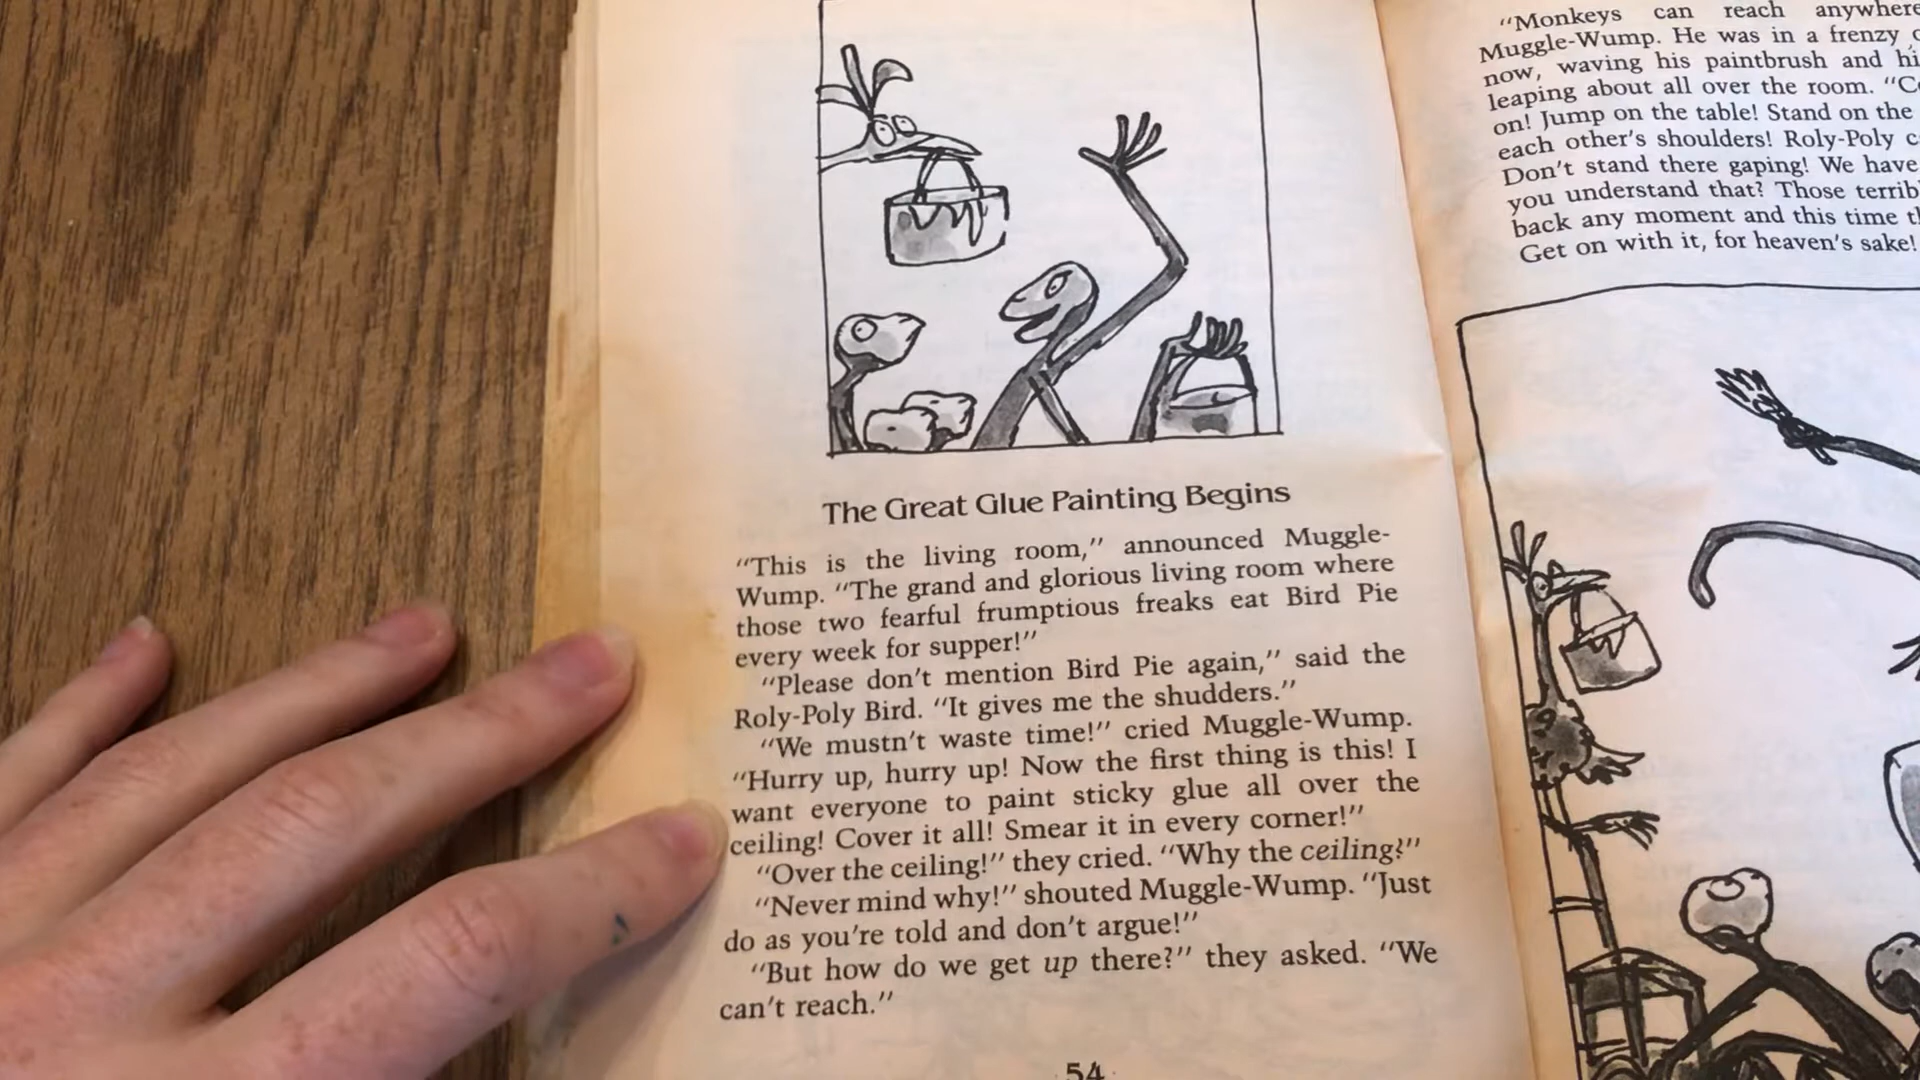 The Great Glue Painting Begins
“This is the living room,” announced Muggle-
Wump. “The grand and glorious living room where
those two fearful frumptious freaks eat Bird Pie
every week for supper!”
“Please don’t mention Bird Pie again,” said the
Roly-Poly Bird. “It gives me the shudders.”
“We mustn’t waste time!” cried Muggle-Wump.
“Hurry up, hurry up! Now the first thing is this! I
want everyone to paint sticky glue all over the
ceiling! Cover it all! Smear it in every corner!”
“Over the ceiling!” they cried. “Why the ceiling?”
“Never mind why!” shouted Muggle-Wump. “Just
do as you’re told and don’t argue!”
“But how do we get up there?” they asked. “We
can’t reach.”
54
“Monkeys can reach anywhere
Muggle-Wump. He was in a frenzy
now, waving his paintbrush and
leaping about all over the room.
on! Jump on the table! Stand on the
each other’s shoulders! Roly-Poly
Don’t stand there gaping! We have
you understand that? Those
back any moment and this time
Get on with it, for heaven’s sake!